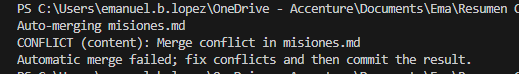 PS C:\Users\emanuel.b.lopez\OneDrive - Accenture\Documents\Ema\Resumen
Auto-merging misiones.md
CONFLICT (content): Merge conflict in misiones.md
Automatic merge failed; fix conflicts and then commit the result.